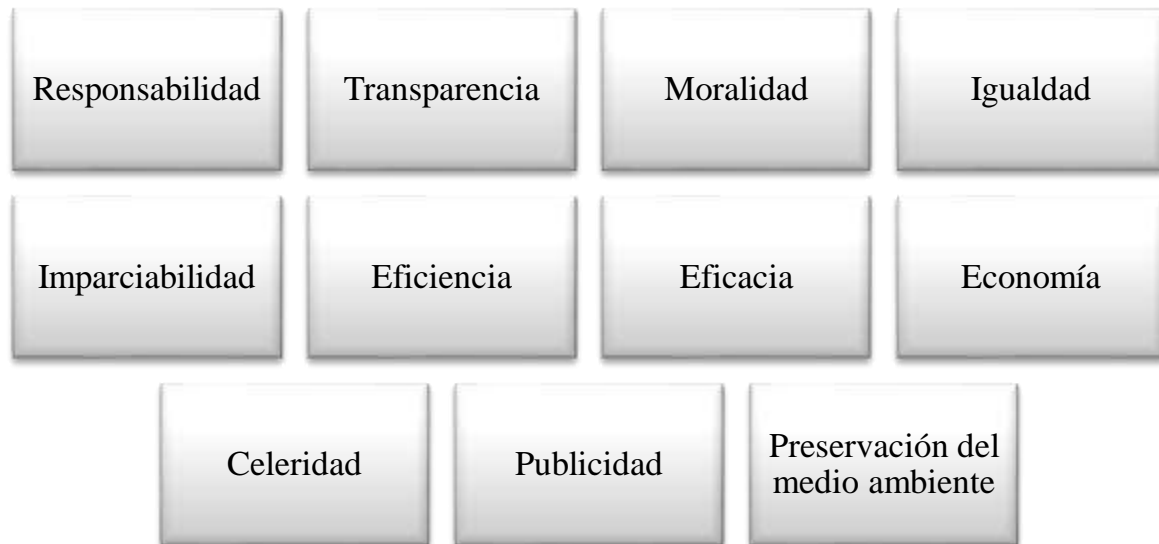 Responsabilidad
Transparencia
Moralidad
Igualdad
Imparciabilidad
Eficiencia
Eficacia
Economía
Celeridad
Publicidad
Preservación del
medio ambiente